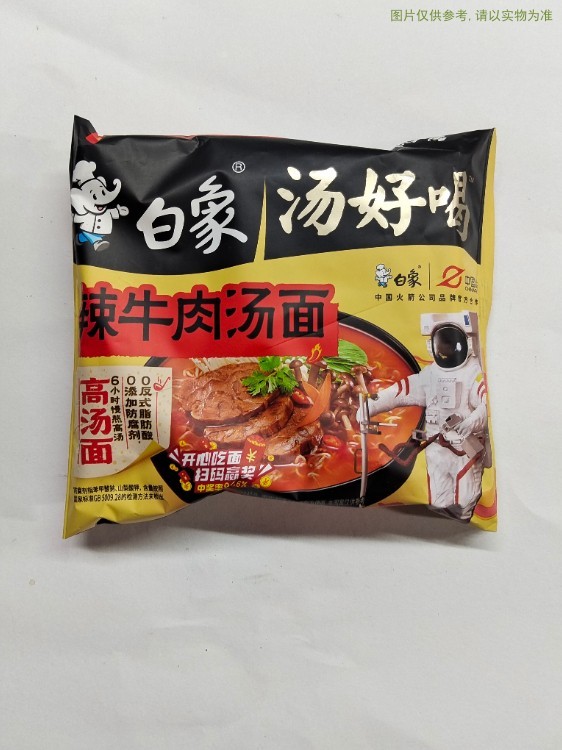 图片仅供参考,请以实物为准
白象®
汤好喝
白象®
中国火箭公司品牌官方合作
辣牛肉汤面
高汤面
0反式脂肪酸
0添加防腐剂
6小时慢熬高汤
开心吃面
扫码赢奖
中奖率